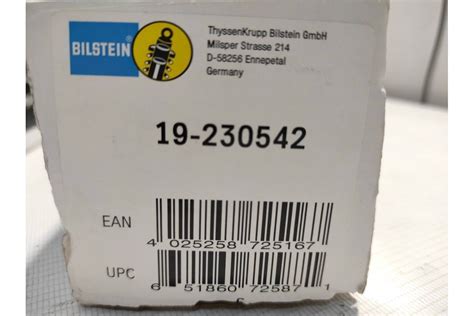 BILSTEIN
ThyssenKrupp Bilstein GmbH
Milsper Strasse 214
D-58256 Ennepetal
Germany
19-230542
EAN
4 025258 725167
UPC
6 51860 72587 1